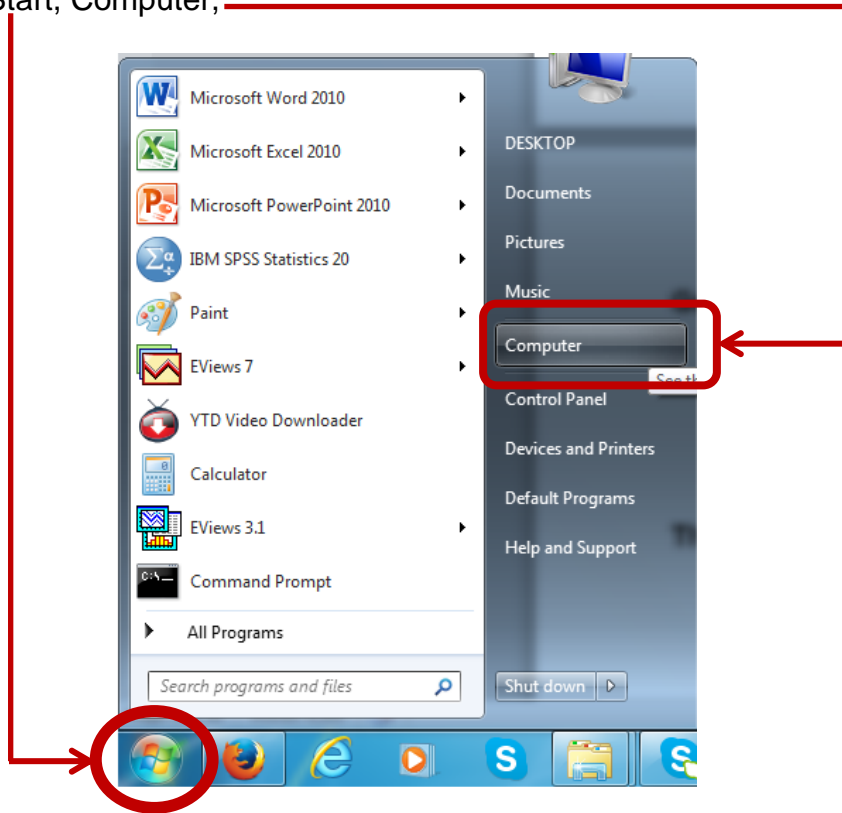 Start, Computer,
Microsoft Word 2010
Microsoft Excel 2010
Microsoft PowerPoint 2010
IBM SPSS Statistics 20
Paint
EViews 7
YTD Video Downloader
Calculator
EViews 3.1
Command Prompt
All Programs
Search programs and files
DESKTOP
Documents
Pictures
Music
Computer
See th
Control Panel
Devices and Printers
Default Programs
Help and Support
Shut down